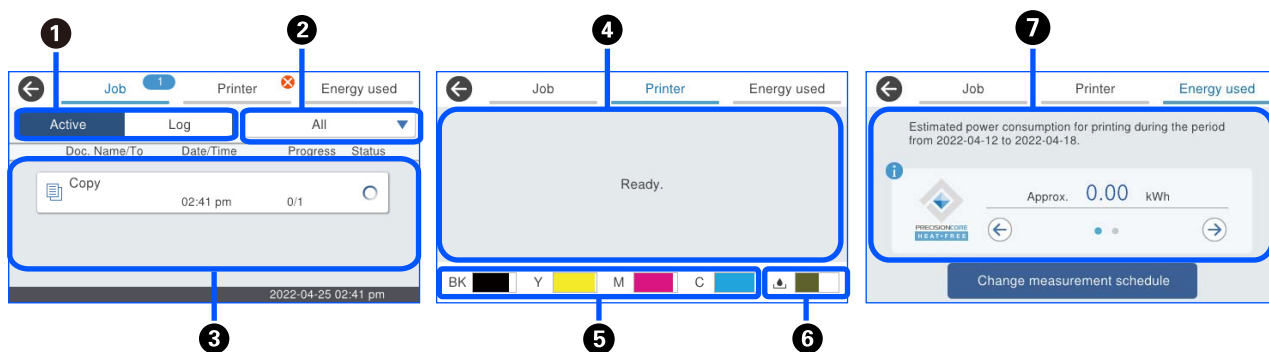 1
2
4
7
Job
1
Printer
Energy used
Active
Log
All
Doc. Name/To
Date/Time
Progress
Status
Copy
02:41 pm
0/1
2022-04-25 02:41 pm
3
Job
Printer
Energy used
Ready.
BK
Y
M
C
5
6
Job
Printer
Energy used
Estimated power consumption for printing during the period
from 2022-04-12 to 2022-04-18.
i
PRECISIONCORE
HEAT-FREE
Approx. 0.00 kWh
Change measurement schedule